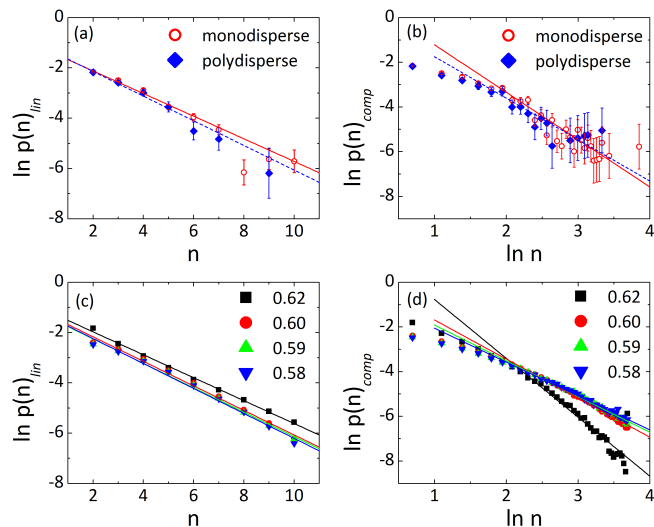 (a)
monodisperse
polydisperse
ln p(n)lin
0
-2
-4
-6
-8
2
4
6
8
10
n
(b)
monodisperse
polydisperse
ln p(n)comp
0
-2
-4
-6
-8
1
2
3
4
ln n
(c)
0.62
0.60
0.59
0.58
ln p(n)lin
0
-2
-4
-6
-8
2
4
6
8
10
n
(d)
0.62
0.60
0.59
0.58
ln p(n)comp
0
-2
-4
-6
-8
1
2
3
4
ln n